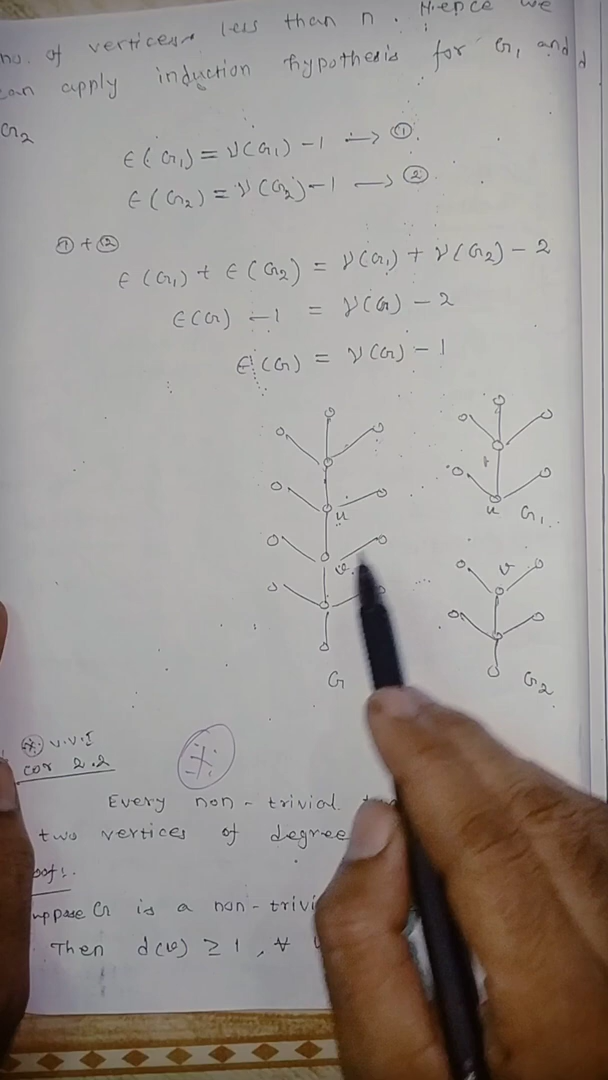 no. of vertices less than n. Hence we
can apply induction hypothesis for G1 and
G2
∈(G1) = ν(G1) - 1 → ①.
∈(G2) = ν(G2) - 1 → ②
① + ②
∈(G1) + ∈(G2) = ν(G1) + ν(G2) - 2
∈(G) - 1 = ν(G) - 2
∈(G) = ν(G) - 1
u
v
G
u
G1
v
G2
V.V.I
cor 2.2
Every non-trivial
two vertices of degree
oof:.
uppose G is a non-trivi
Then d(v) ≥ 1, ∀